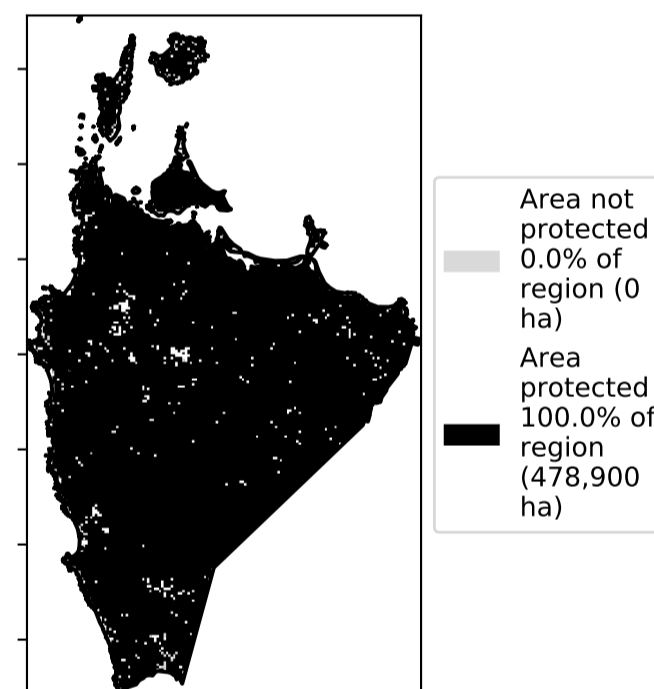 Area not
protected
0.0% of
region (0
ha)
Area
protected
100.0% of
region
(478,900
ha)